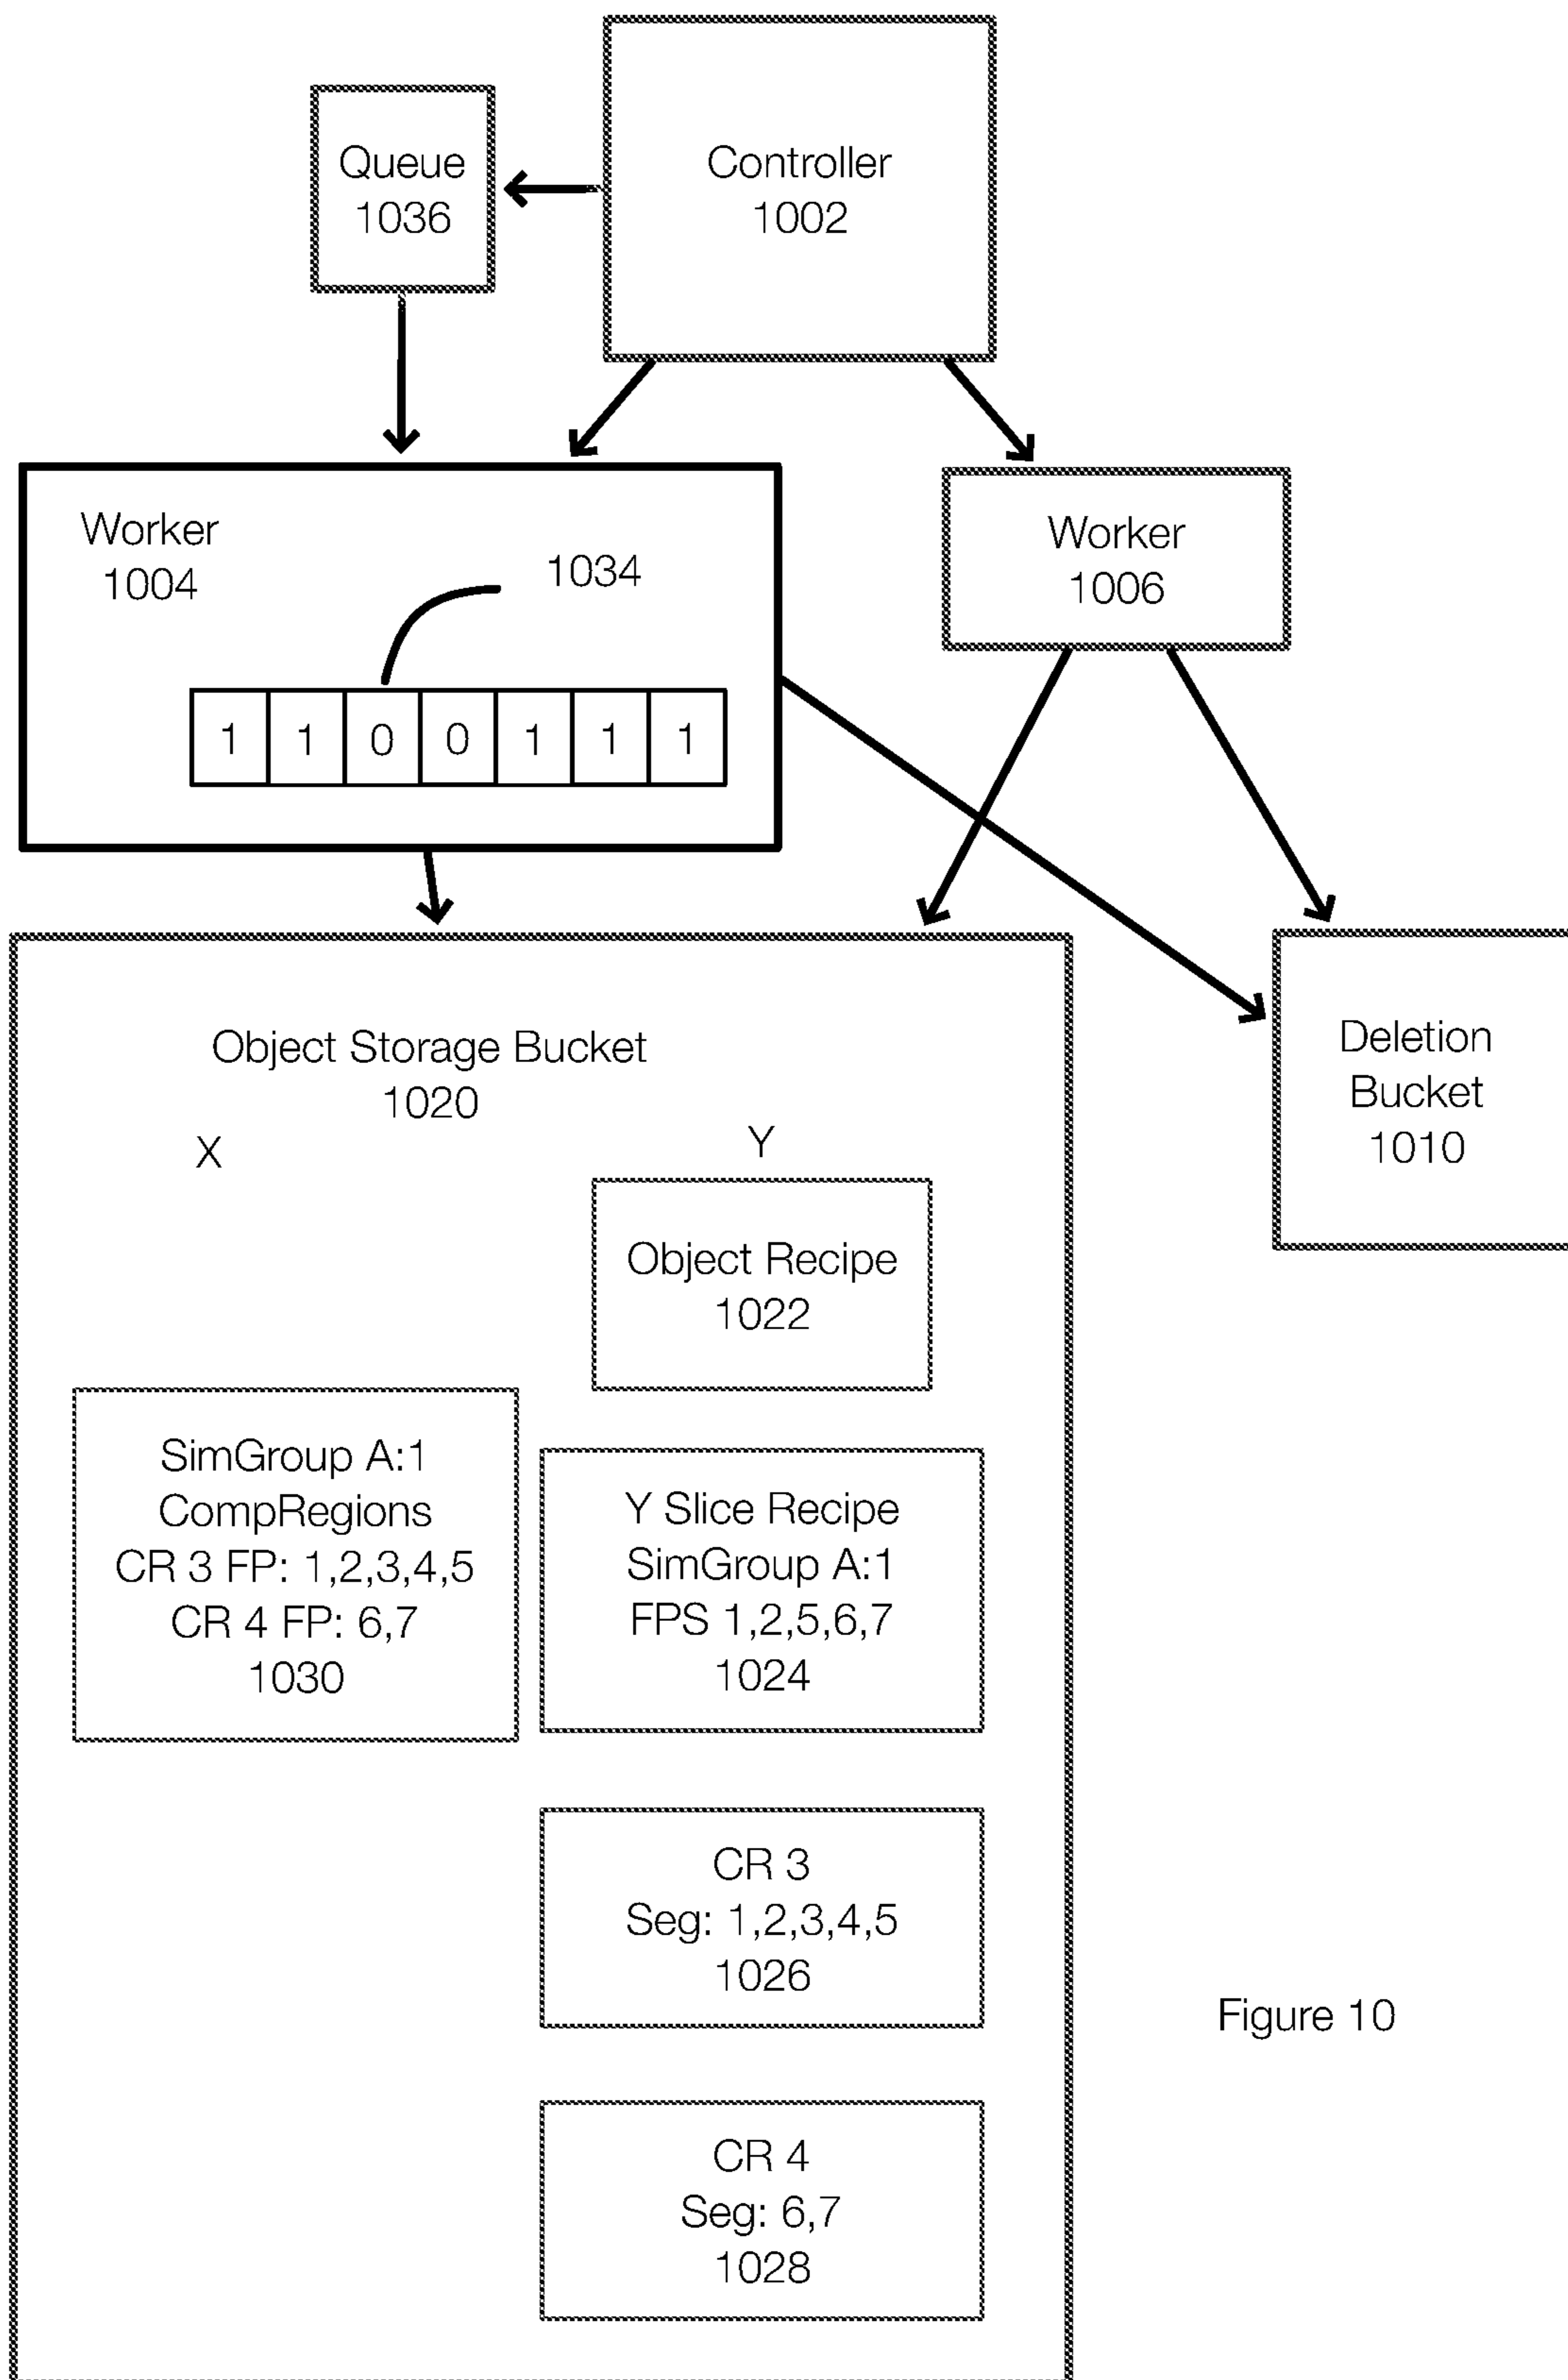 Queue
1036
Controller
1002
Worker
1004
1034
1 1 0 0 1 1 1
Worker
1006
Object Storage Bucket
1020
X
Y
Deletion
Bucket
1010
Object Recipe
1022
SimGroup A:1
CompRegions
CR 3 FP: 1,2,3,4,5
CR 4 FP: 6,7
1030
Y Slice Recipe
SimGroup A:1
FPS 1,2,5,6,7
1024
CR 3
Seg: 1,2,3,4,5
1026
CR 4
Seg: 6,7
1028
Figure 10